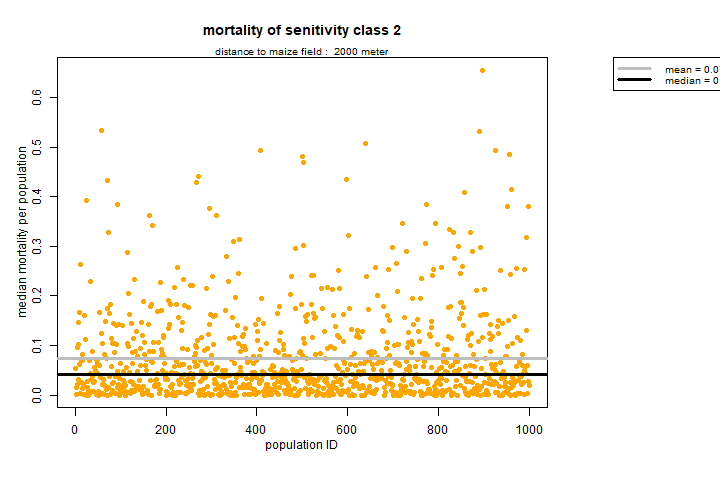 mortality of senitivity class 2
distance to maize field :  2000 meter
mean = 0.0
median = 0
median mortality per population
0.6
0.5
0.4
0.3
0.2
0.1
0.0
0 200 400 600 800 1000
population ID